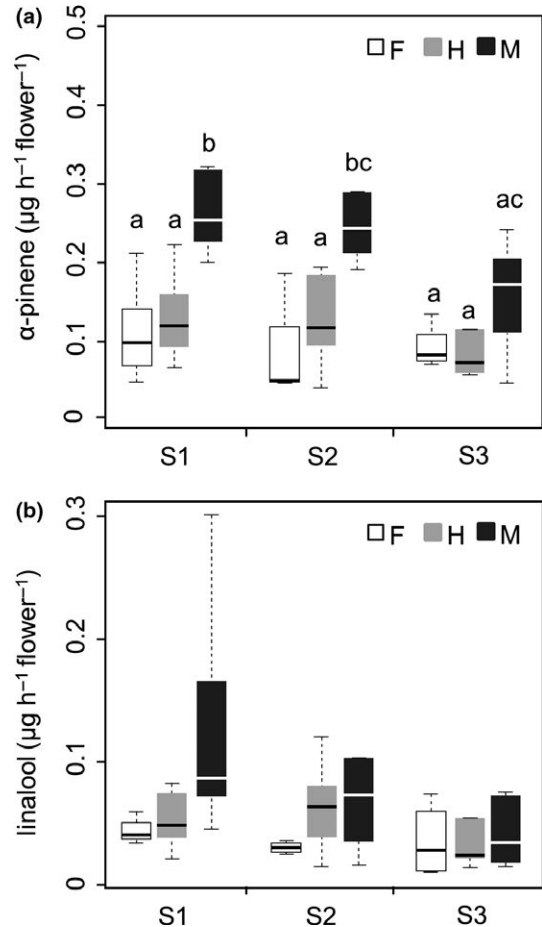 (a)
α-pinene (µg h⁻¹ flower⁻¹)
0.5
0.4
0.3
0.2
0.1
0
F H M
b
bc
ac
a a
a a
a a
S1 S2 S3
(b)
linalool (µg h⁻¹ flower⁻¹)
0.3
0.2
0.1
0
F H M
S1 S2 S3